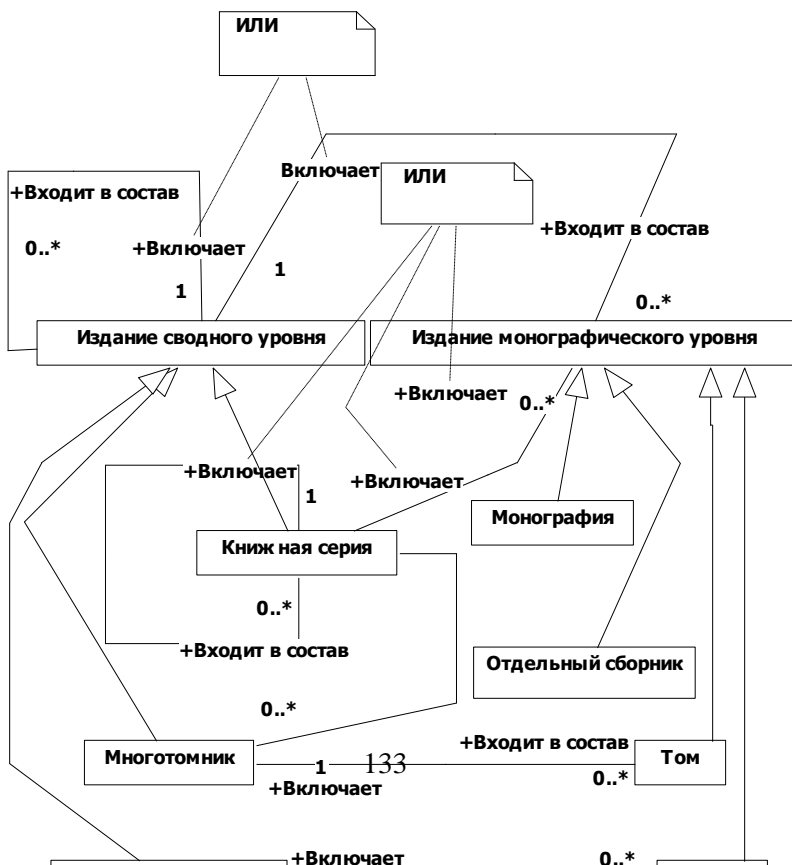 ИЛИ
Включает
ИЛИ
+Входит в состав
+Входит в состав
0..*
+Включает
1
1
0..*
Издание сводного уровня
Издание монографического уровня
+Включает
0..*
+Включает
1
+Включает
Монография
Книжная серия
0..*
+Входит в состав
Отдельный сборник
0..*
Многотомник
+Входит в состав
Том
1
133
+Включает
0..*
+Включает
0..*